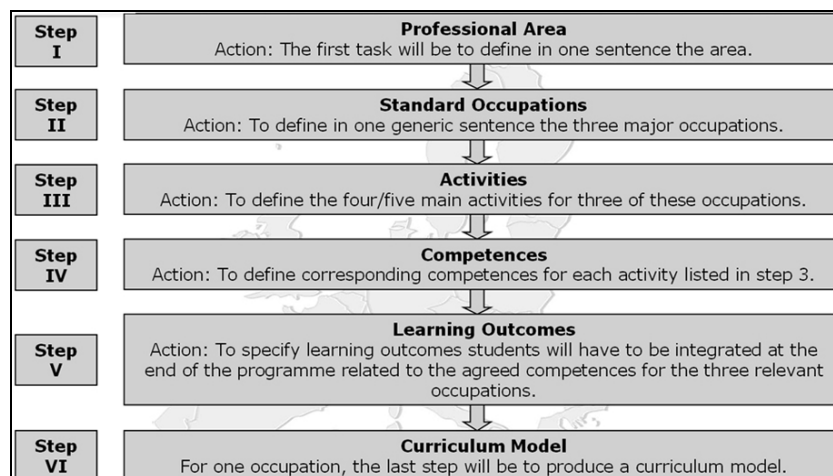 Step
I
Professional Area
Action: The first task will be to define in one sentence the area.
Step
II
Standard Occupations
Action: To define in one generic sentence the three major occupations.
Step
III
Activities
Action: To define the four/five main activities for three of these occupations.
Step
IV
Competences
Action: To define corresponding competences for each activity listed in step 3.
Step
V
Learning Outcomes
Action: To specify learning outcomes students will have to be integrated at the
end of the programme related to the agreed competences for the three relevant
occupations.
Step
VI
Curriculum Model
For one occupation, the last step will be to produce a curriculum model.